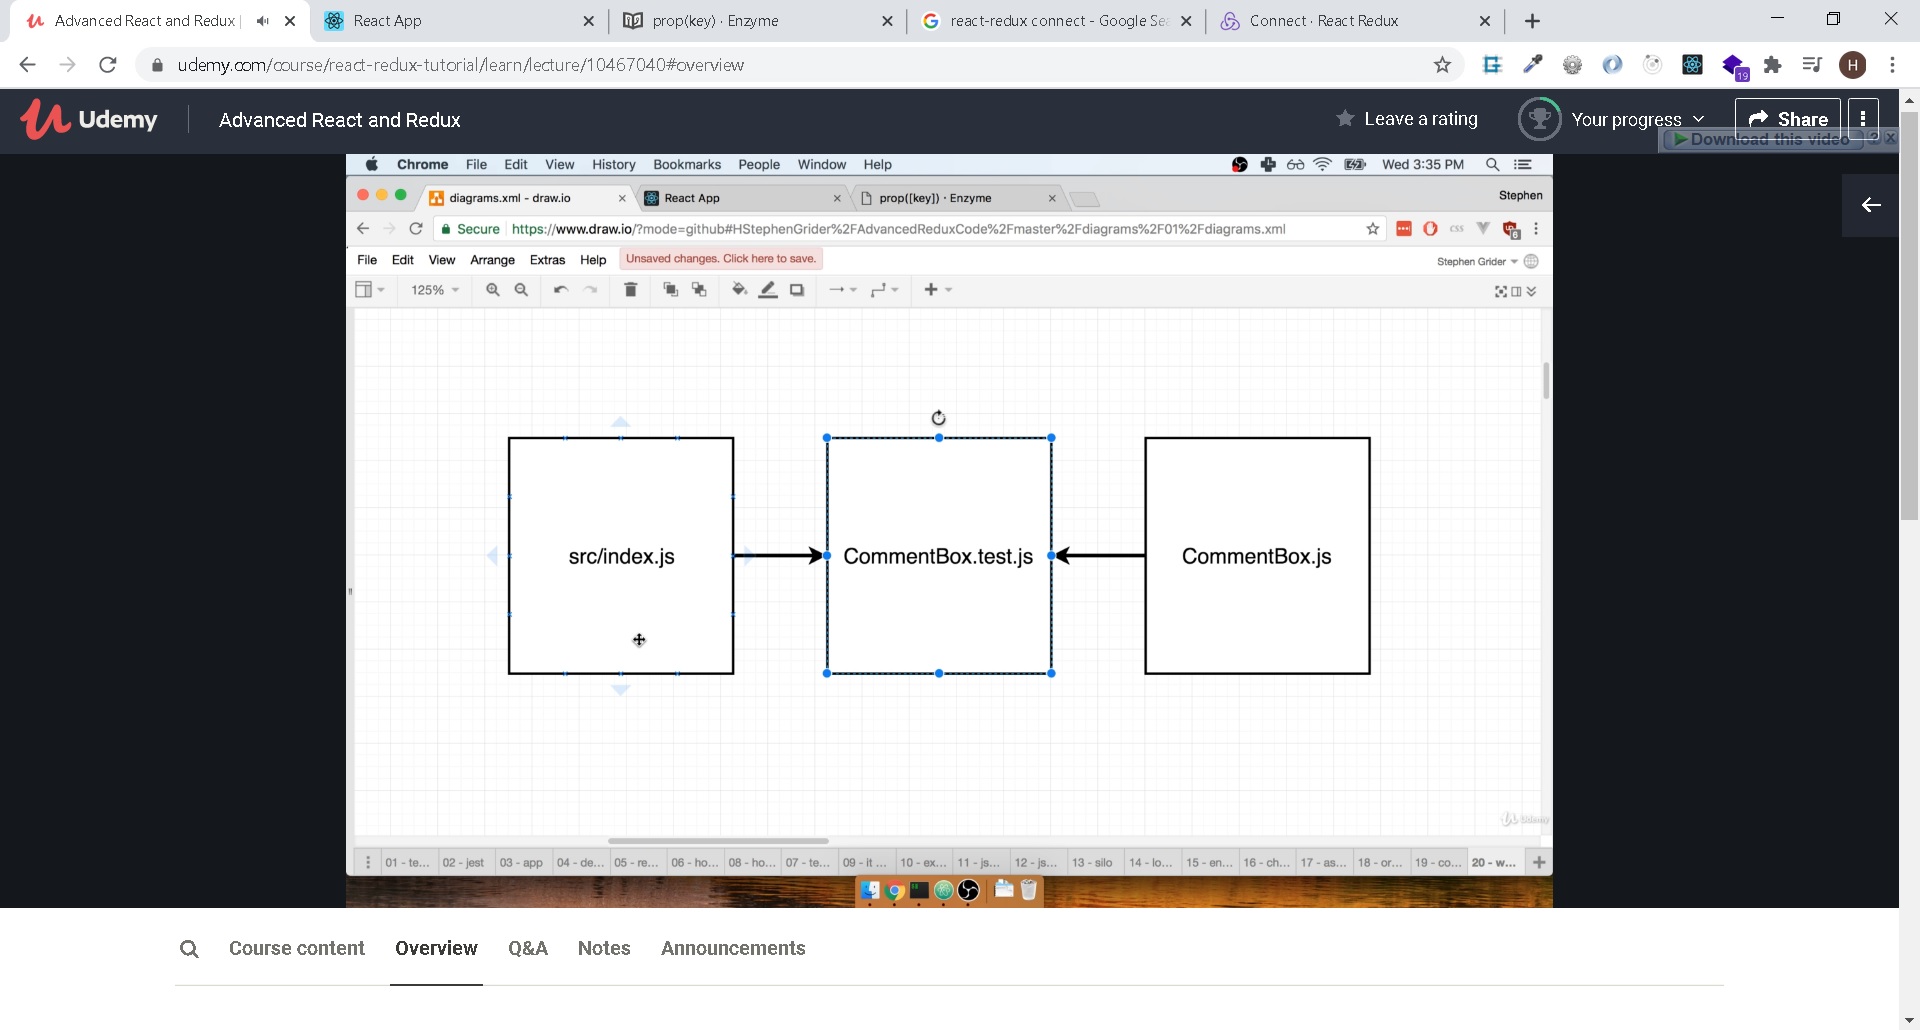 Advanced React and Redux
React App
prop(key) · Enzyme
react-redux connect - Google Se
Connect · React Redux
udemy.com/course/react-redux-tutorial/learn/lecture/10467040#overview
19
H
Udemy
Advanced React and Redux
Leave a rating
Your progress
Share
Download this video
?
Chrome File Edit View History Bookmarks People Window Help
Wed 3:35 PM
diagrams.xml - draw.io
React App
prop([key]) · Enzyme
Stephen
Secure
https://www.draw.io/?mode=github#HStephenGrider%2FAdvancedReduxCode%2Fmaster%2Fdiagrams%2F01%2Fdiagrams.xml
css
6
File Edit View Arrange Extras Help
Unsaved changes. Click here to save.
Stephen Grider
125%
src/index.js
CommentBox.test.js
CommentBox.js
Udemy
01 - te...
02 - jest
03 - app
04 - de...
05 - re...
06 - ho...
08 - ho...
07 - te...
09 - it ...
10 - ex...
11 - js...
12 - js...
13 - silo
14 - lo...
15 - en...
16 - ch...
17 - as...
18 - or...
19 - co...
20 - w...
Course content
Overview
Q&A
Notes
Announcements